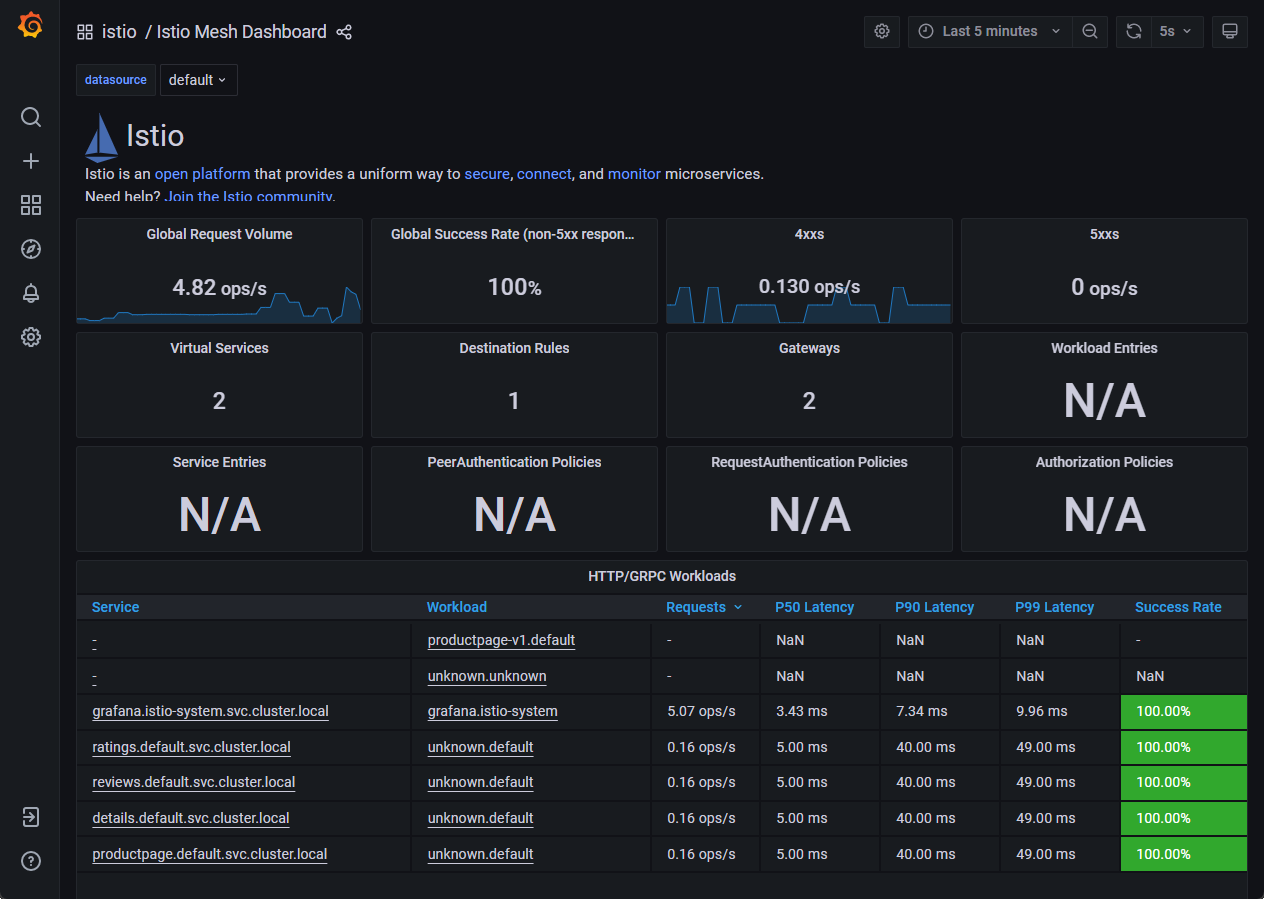 istio / Istio Mesh Dashboard
Last 5 minutes
5s
datasource default
Istio
Istio is an open platform that provides a uniform way to secure, connect, and monitor microservices.
Need help? Join the Istio community.
Global Request Volume
4.82 ops/s
Global Success Rate (non-5xx respon...
100%
4xxs
0.130 ops/s
5xxs
0 ops/s
Virtual Services
2
Destination Rules
1
Gateways
2
Workload Entries
N/A
Service Entries
N/A
PeerAuthentication Policies
N/A
RequestAuthentication Policies
N/A
Authorization Policies
N/A
HTTP/GRPC Workloads
Service Workload Requests P50 Latency P90 Latency P99 Latency Success Rate
- productpage-v1.default - NaN NaN NaN -
- unknown.unknown - NaN NaN NaN NaN
grafana.istio-system.svc.cluster.local grafana.istio-system 5.07 ops/s 3.43 ms 7.34 ms 9.96 ms 100.00%
ratings.default.svc.cluster.local unknown.default 0.16 ops/s 5.00 ms 40.00 ms 49.00 ms 100.00%
reviews.default.svc.cluster.local unknown.default 0.16 ops/s 5.00 ms 40.00 ms 49.00 ms 100.00%
details.default.svc.cluster.local unknown.default 0.16 ops/s 5.00 ms 40.00 ms 49.00 ms 100.00%
productpage.default.svc.cluster.local unknown.default 0.16 ops/s 5.00 ms 40.00 ms 49.00 ms 100.00%